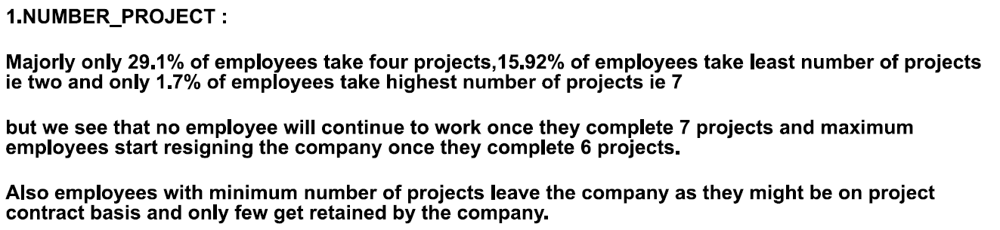 1.NUMBER_PROJECT :
Majorly only 29.1% of employees take four projects,15.92% of employees take least number of projects
ie two and only 1.7% of employees take highest number of projects ie 7
but we see that no employee will continue to work once they complete 7 projects and maximum
employees start resigning the company once they complete 6 projects.
Also employees with minimum number of projects leave the company as they might be on project
contract basis and only few get retained by the company.